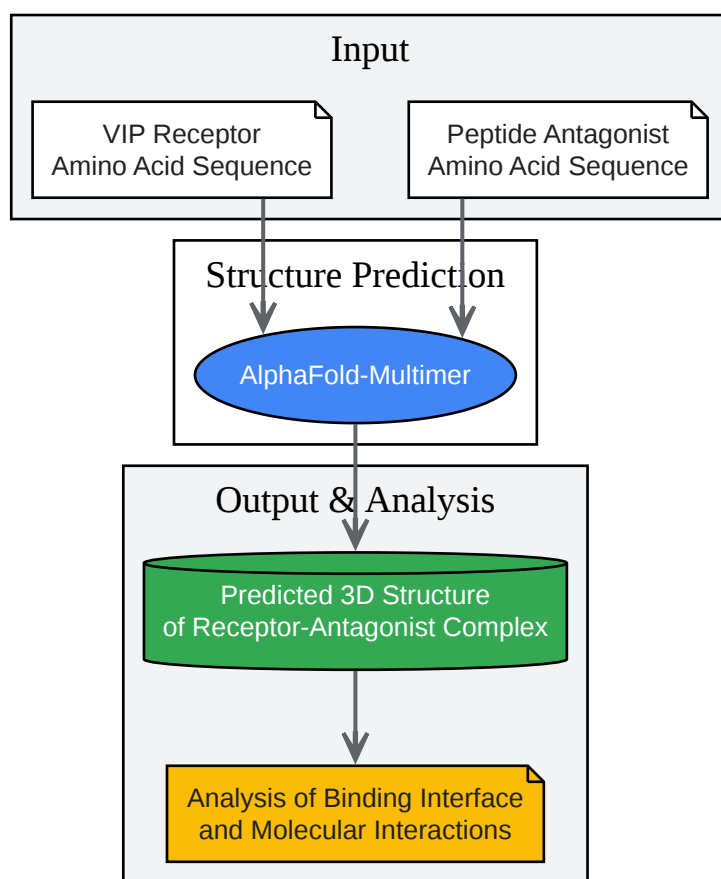 Input
VIP Receptor
Amino Acid Sequence
Peptide Antagonist
Amino Acid Sequence
Structure Prediction
AlphaFold-Multimer
Output & Analysis
Predicted 3D Structure
of Receptor-Antagonist Complex
Analysis of Binding Interface
and Molecular Interactions